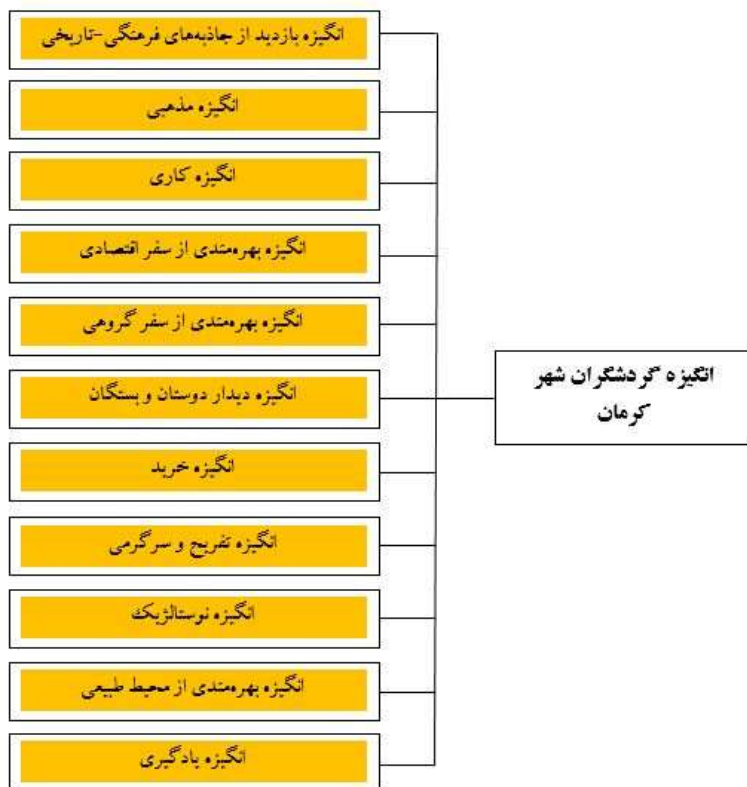 انگیزه گردشگران شهر
کرمان
انگیزه بازدید از جاذبه‌های فرهنگی-تاریخی
انگیزه مذهبی
انگیزه کاری
انگیزه بهره‌مندی از سفر اقتصادی
انگیزه بهره‌مندی از سفر گروهی
انگیزه دیدار دوستان و بستگان
انگیزه خرید
انگیزه تفریح و سرگرمی
انگیزه نوستالژیک
انگیزه بهره‌مندی از محیط طبیعی
انگیزه یادگیری